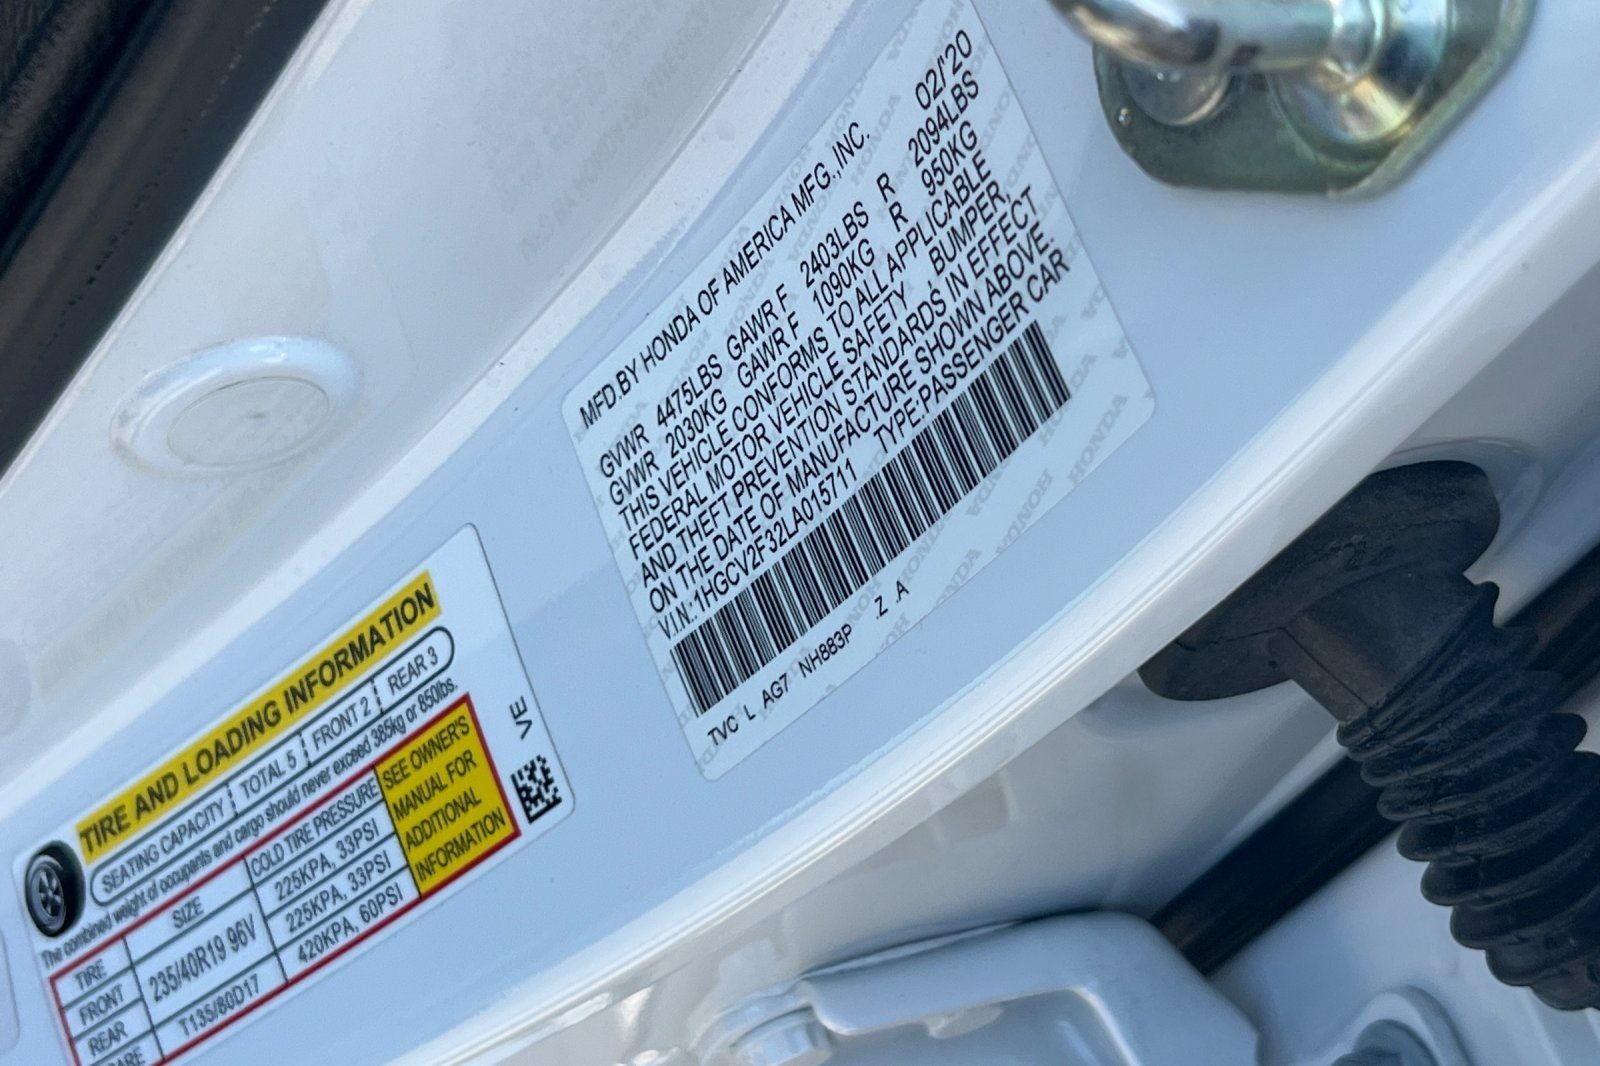 MFD.BY HONDA OF AMERICA MFG.,INC. 02/'20
GVWR 4475LBS GAWR F 2403LBS R 2094LBS
GVWR 2030KG GAWR F 1090KG R 950KG
THIS VEHICLE CONFORMS TO ALL APPLICABLE
FEDERAL MOTOR VEHICLE SAFETY , BUMPER,
AND THEFT PREVENTION STANDARDS IN EFFECT
ON THE DATE OF MANUFACTURE SHOWN ABOVE.
V.I.N.:1HGCV2F32LA015711 TYPE:PASSENGER CAR
TVC L AG7 NH883P .Z .A
TIRE AND LOADING INFORMATION
SEATING CAPACITY TOTAL 5 FRONT 2 REAR 3
The combined weight of occupants and cargo should never exceed 385kg or 850lbs.
TIRE SIZE COLD TIRE PRESSURE
FRONT 235/40R19 96V 225KPA, 33PSI
REAR 225KPA, 33PSI
T135/80D17 420KPA, 60PSI
SEE OWNER'S
MANUAL FOR
ADDITIONAL
INFORMATION
VE
HONDA